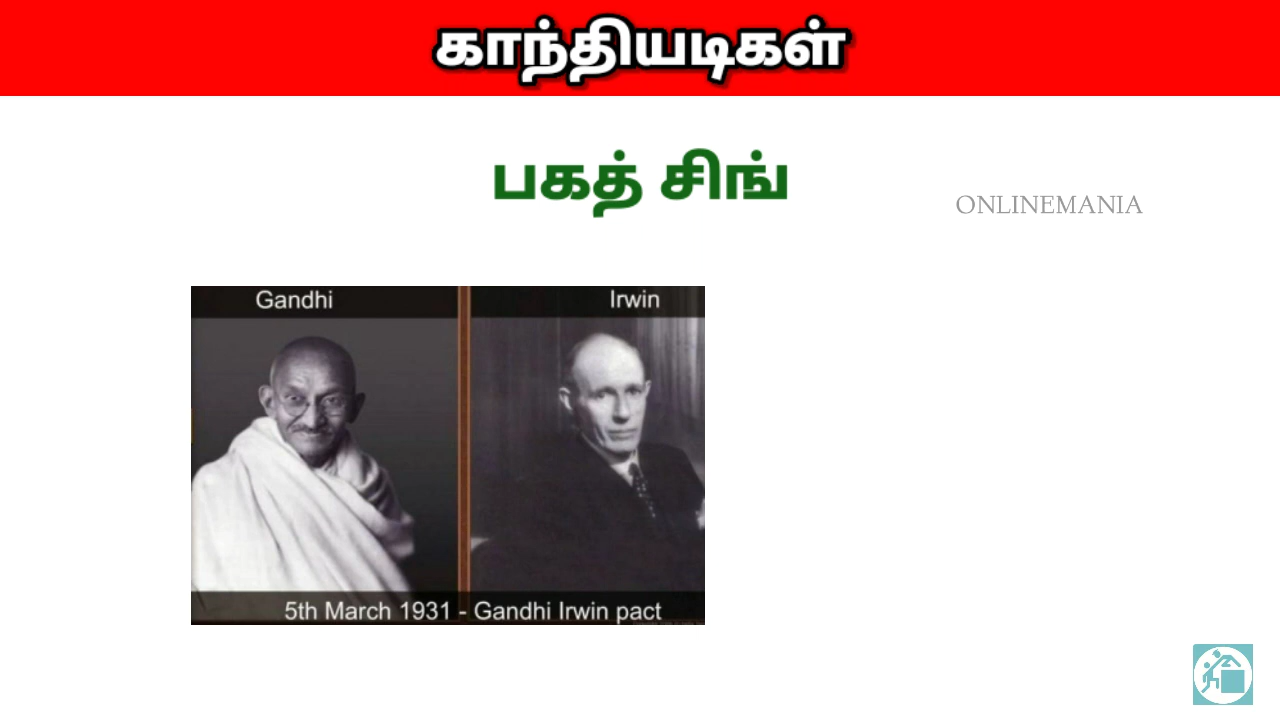 காந்தியடிகள்
பகத் சிங்
ONLINEMANIA
Gandhi
Irwin
5th March 1931 - Gandhi Irwin pact